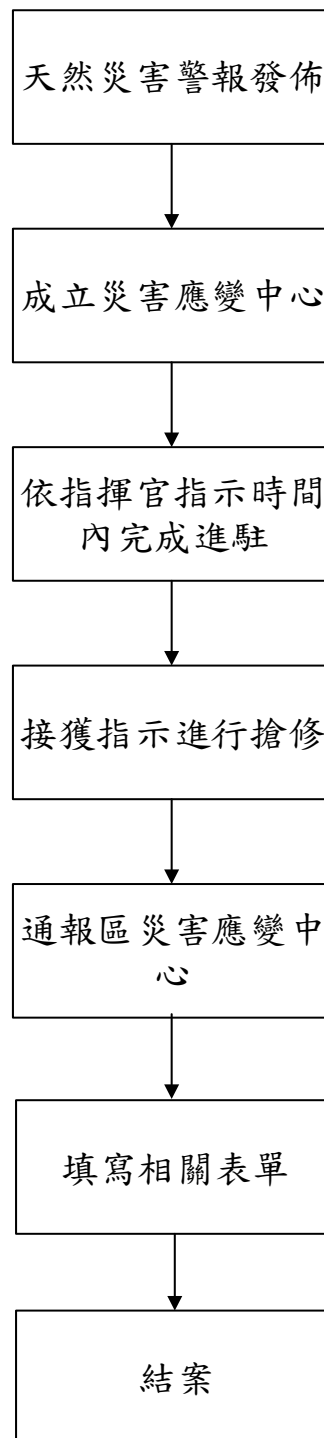 天然災害警報發佈
成立災害應變中心
依指揮官指示時間
內完成進駐
接獲指示進行搶修
通報區災害應變中
心
填寫相關表單
結案